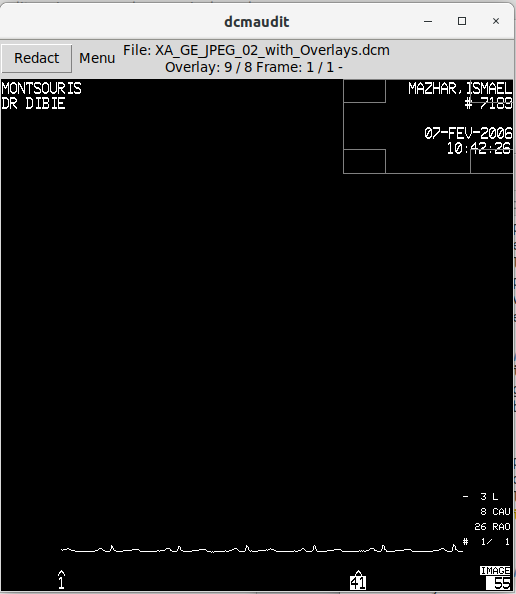 dcmaudit
Redact
Menu
File: XA_GE_JPEG_02_with_Overlays.dcm
Overlay: 9 / 8 Frame: 1 / 1 -
MONTSOURIS
MAZHAR,ISMAEL
DR DIBIE
# 7189
07-FEV-2006
10:42:26
- 3 L
8 CAU
26 RAO
# 1/ 1
IMAGE
1
41
55